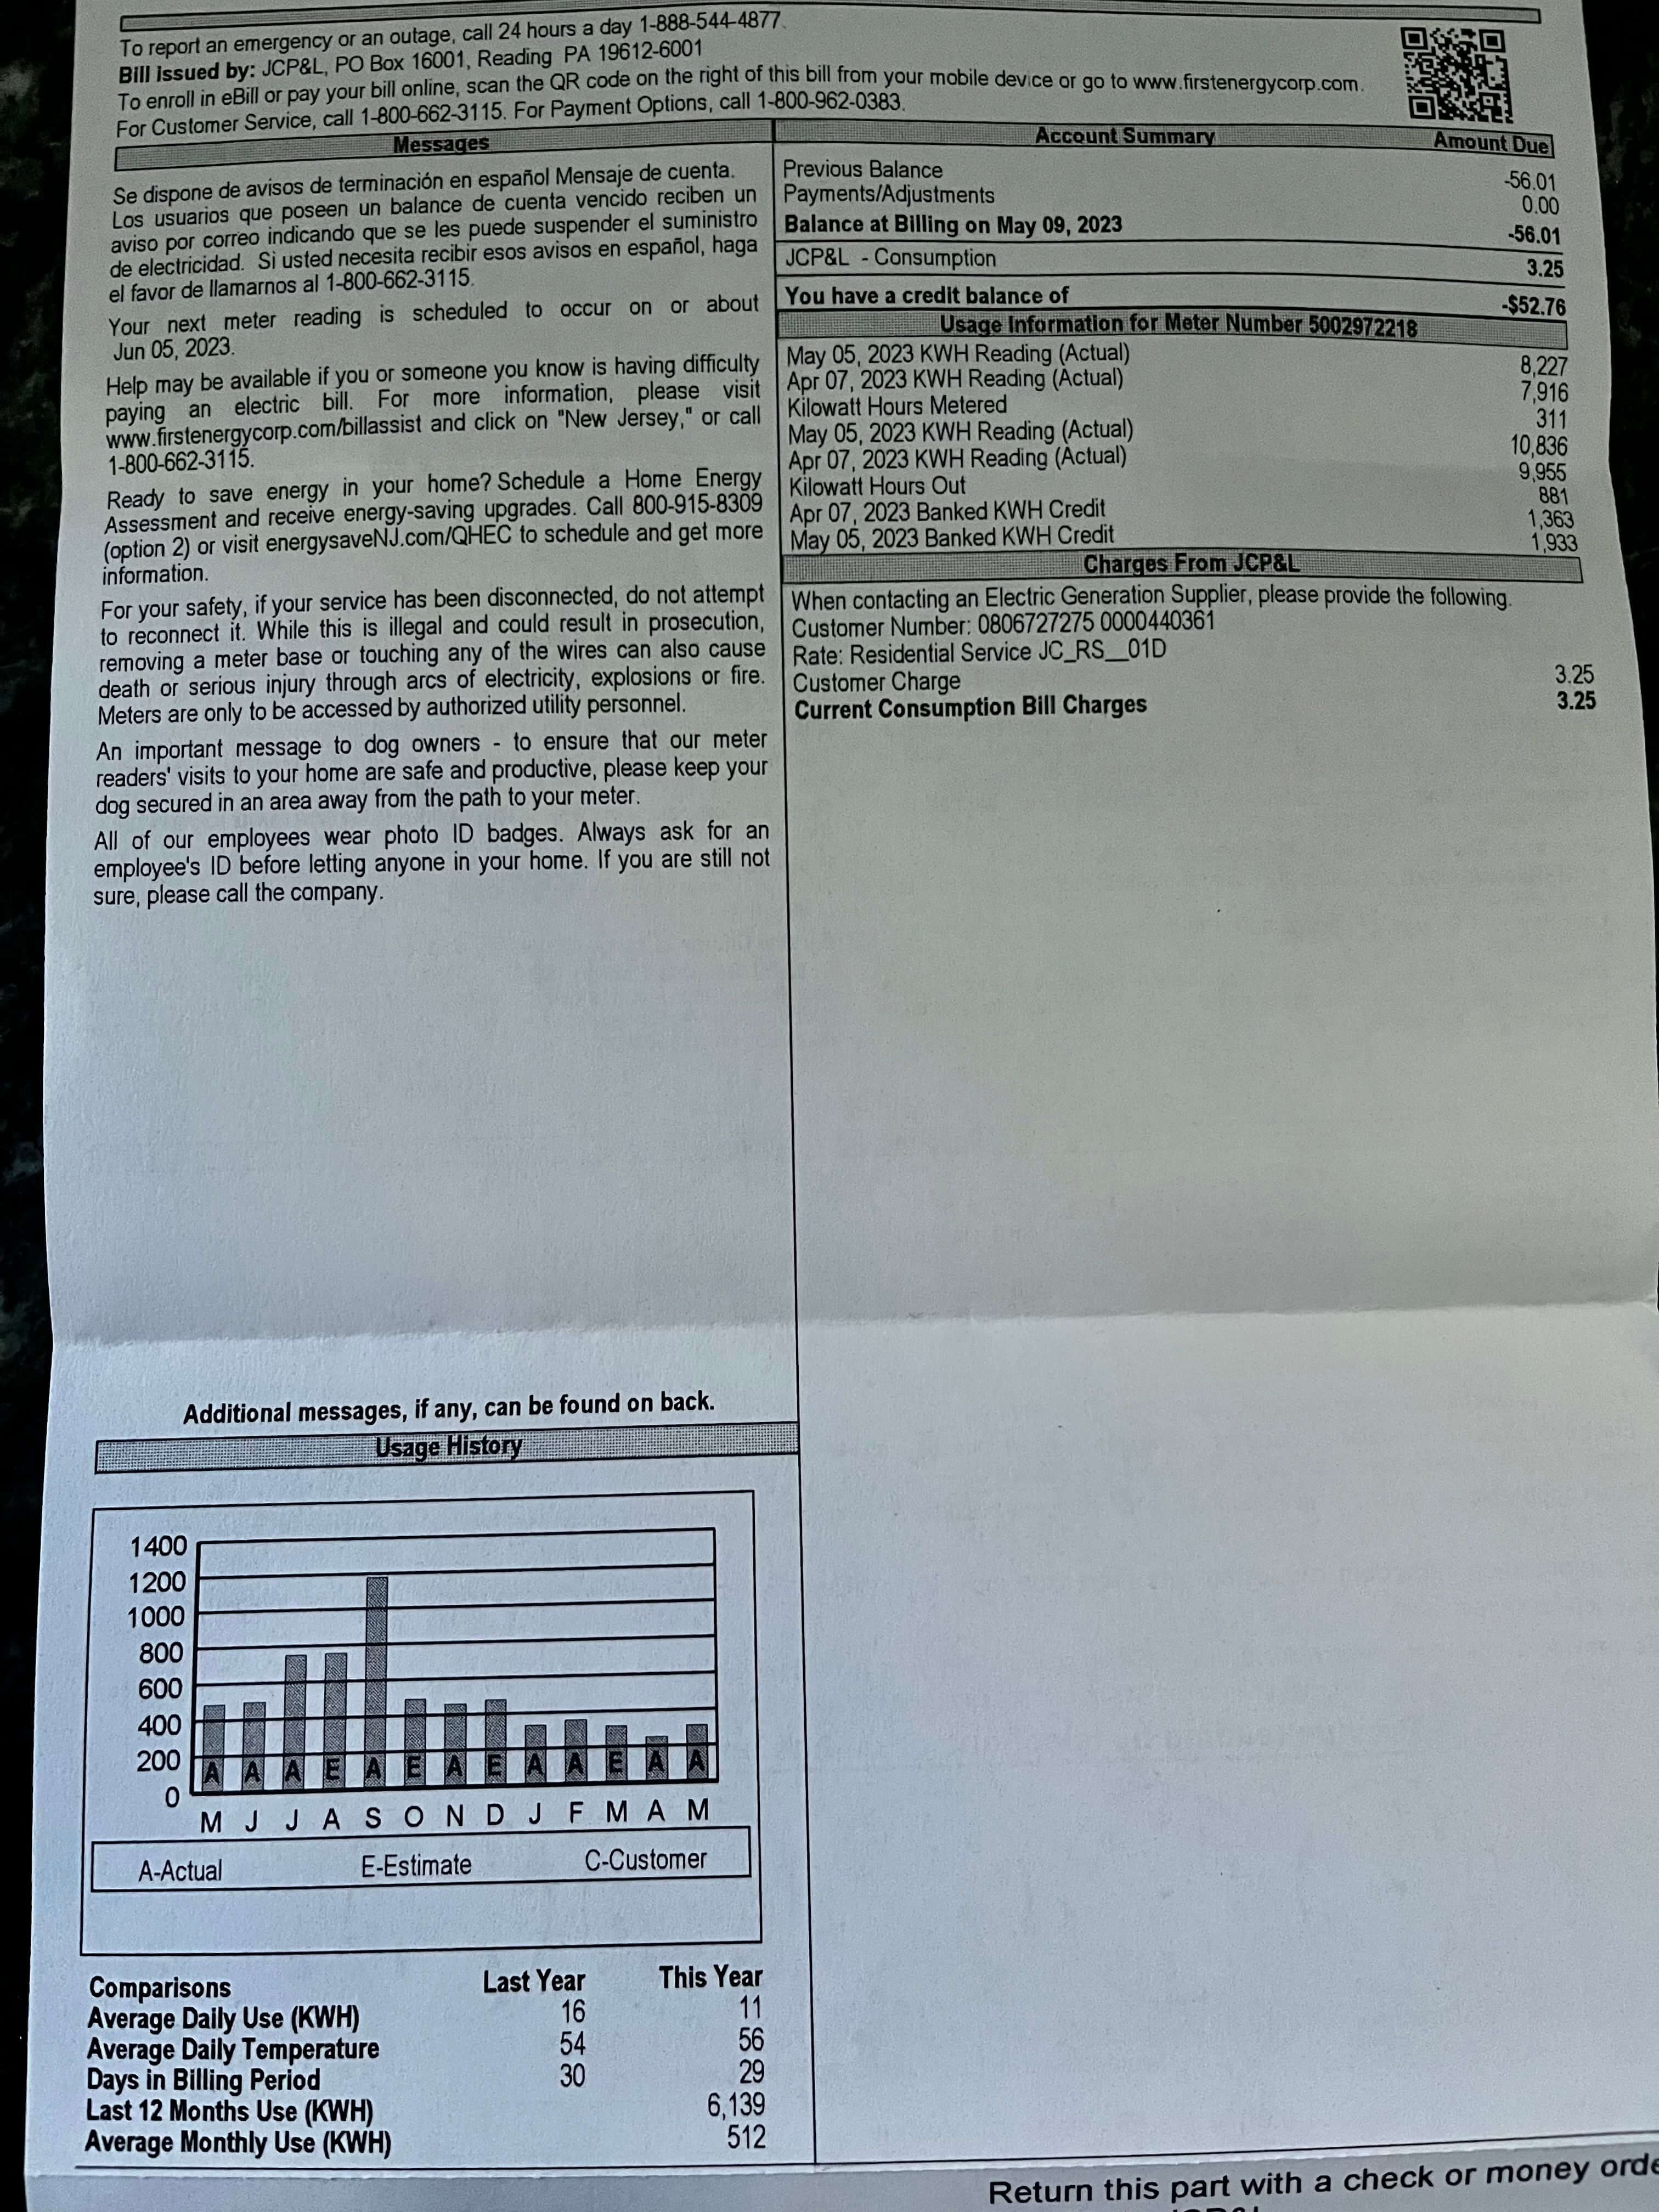 To report an emergency or an outage, call 24 hours a day 1-888-544-4877.
Bill Issued by: JCP&L, PO Box 16001, Reading PA 19612-6001
To enroll in eBill or pay your bill online, scan the QR code on the right of this bill from your mobile device or go to www.firstenergycorp.com.
For Customer Service, call 1-800-662-3115. For Payment Options, call 1-800-962-0383.
Messages
Se dispone de avisos de terminación en español Mensaje de cuenta.
Los usuarios que poseen un balance de cuenta vencido reciben un
aviso por correo indicando que se les puede suspender el suministro
de electricidad. Si usted necesita recibir esos avisos en español, haga
el favor de llamarnos al 1-800-662-3115.
Your next meter reading is scheduled to occur on or about
Jun 05, 2023.
Help may be available if you or someone you know is having difficulty
paying an electric bill. For more information, please visit
www.firstenergycorp.com/billassist and click on "New Jersey," or call
1-800-662-3115.
Ready to save energy in your home? Schedule a Home Energy
Assessment and receive energy-saving upgrades. Call 800-915-8309
(option 2) or visit energysaveNJ.com/QHEC to schedule and get more
information.
For your safety, if your service has been disconnected, do not attempt
to reconnect it. While this is illegal and could result in prosecution,
removing a meter base or touching any of the wires can also cause
death or serious injury through arcs of electricity, explosions or fire.
Meters are only to be accessed by authorized utility personnel.
An important message to dog owners - to ensure that our meter
readers' visits to your home are safe and productive, please keep your
dog secured in an area away from the path to your meter.
All of our employees wear photo ID badges. Always ask for an
employee's ID before letting anyone in your home. If you are still not
sure, please call the company.
Account Summary Amount Due
Previous Balance -56.01
Payments/Adjustments 0.00
Balance at Billing on May 09, 2023 -56.01
JCP&L - Consumption 3.25
You have a credit balance of -$52.76
Usage Information for Meter Number 5002972218
May 05, 2023 KWH Reading (Actual) 8,227
Apr 07, 2023 KWH Reading (Actual) 7,916
Kilowatt Hours Metered 311
May 05, 2023 KWH Reading (Actual) 10,836
Apr 07, 2023 KWH Reading (Actual) 9,955
Kilowatt Hours Out 881
Apr 07, 2023 Banked KWH Credit 1,363
May 05, 2023 Banked KWH Credit 1,933
Charges From JCP&L
When contacting an Electric Generation Supplier, please provide the following.
Customer Number: 0806727275 0000440361
Rate: Residential Service JC_RS__01D
Customer Charge 3.25
Current Consumption Bill Charges 3.25
Additional messages, if any, can be found on back.
Usage History
1400
1200
1000
800
600
400
200
0
A A A E A E A E A A E A A
M J J A S O N D J F M A M
A-Actual E-Estimate C-Customer
Comparisons Last Year This Year
Average Daily Use (KWH) 16 11
Average Daily Temperature 54 56
Days in Billing Period 30 29
Last 12 Months Use (KWH) 6,139
Average Monthly Use (KWH) 512
Return this part with a check or money orde